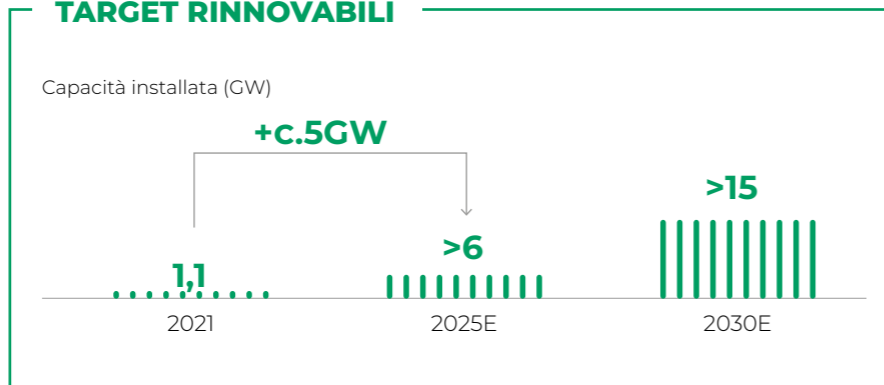 TARGET RINNOVABILI
Capacità installata (GW)
+c.5GW
1,1
>6
>15
2021
2025E
2030E